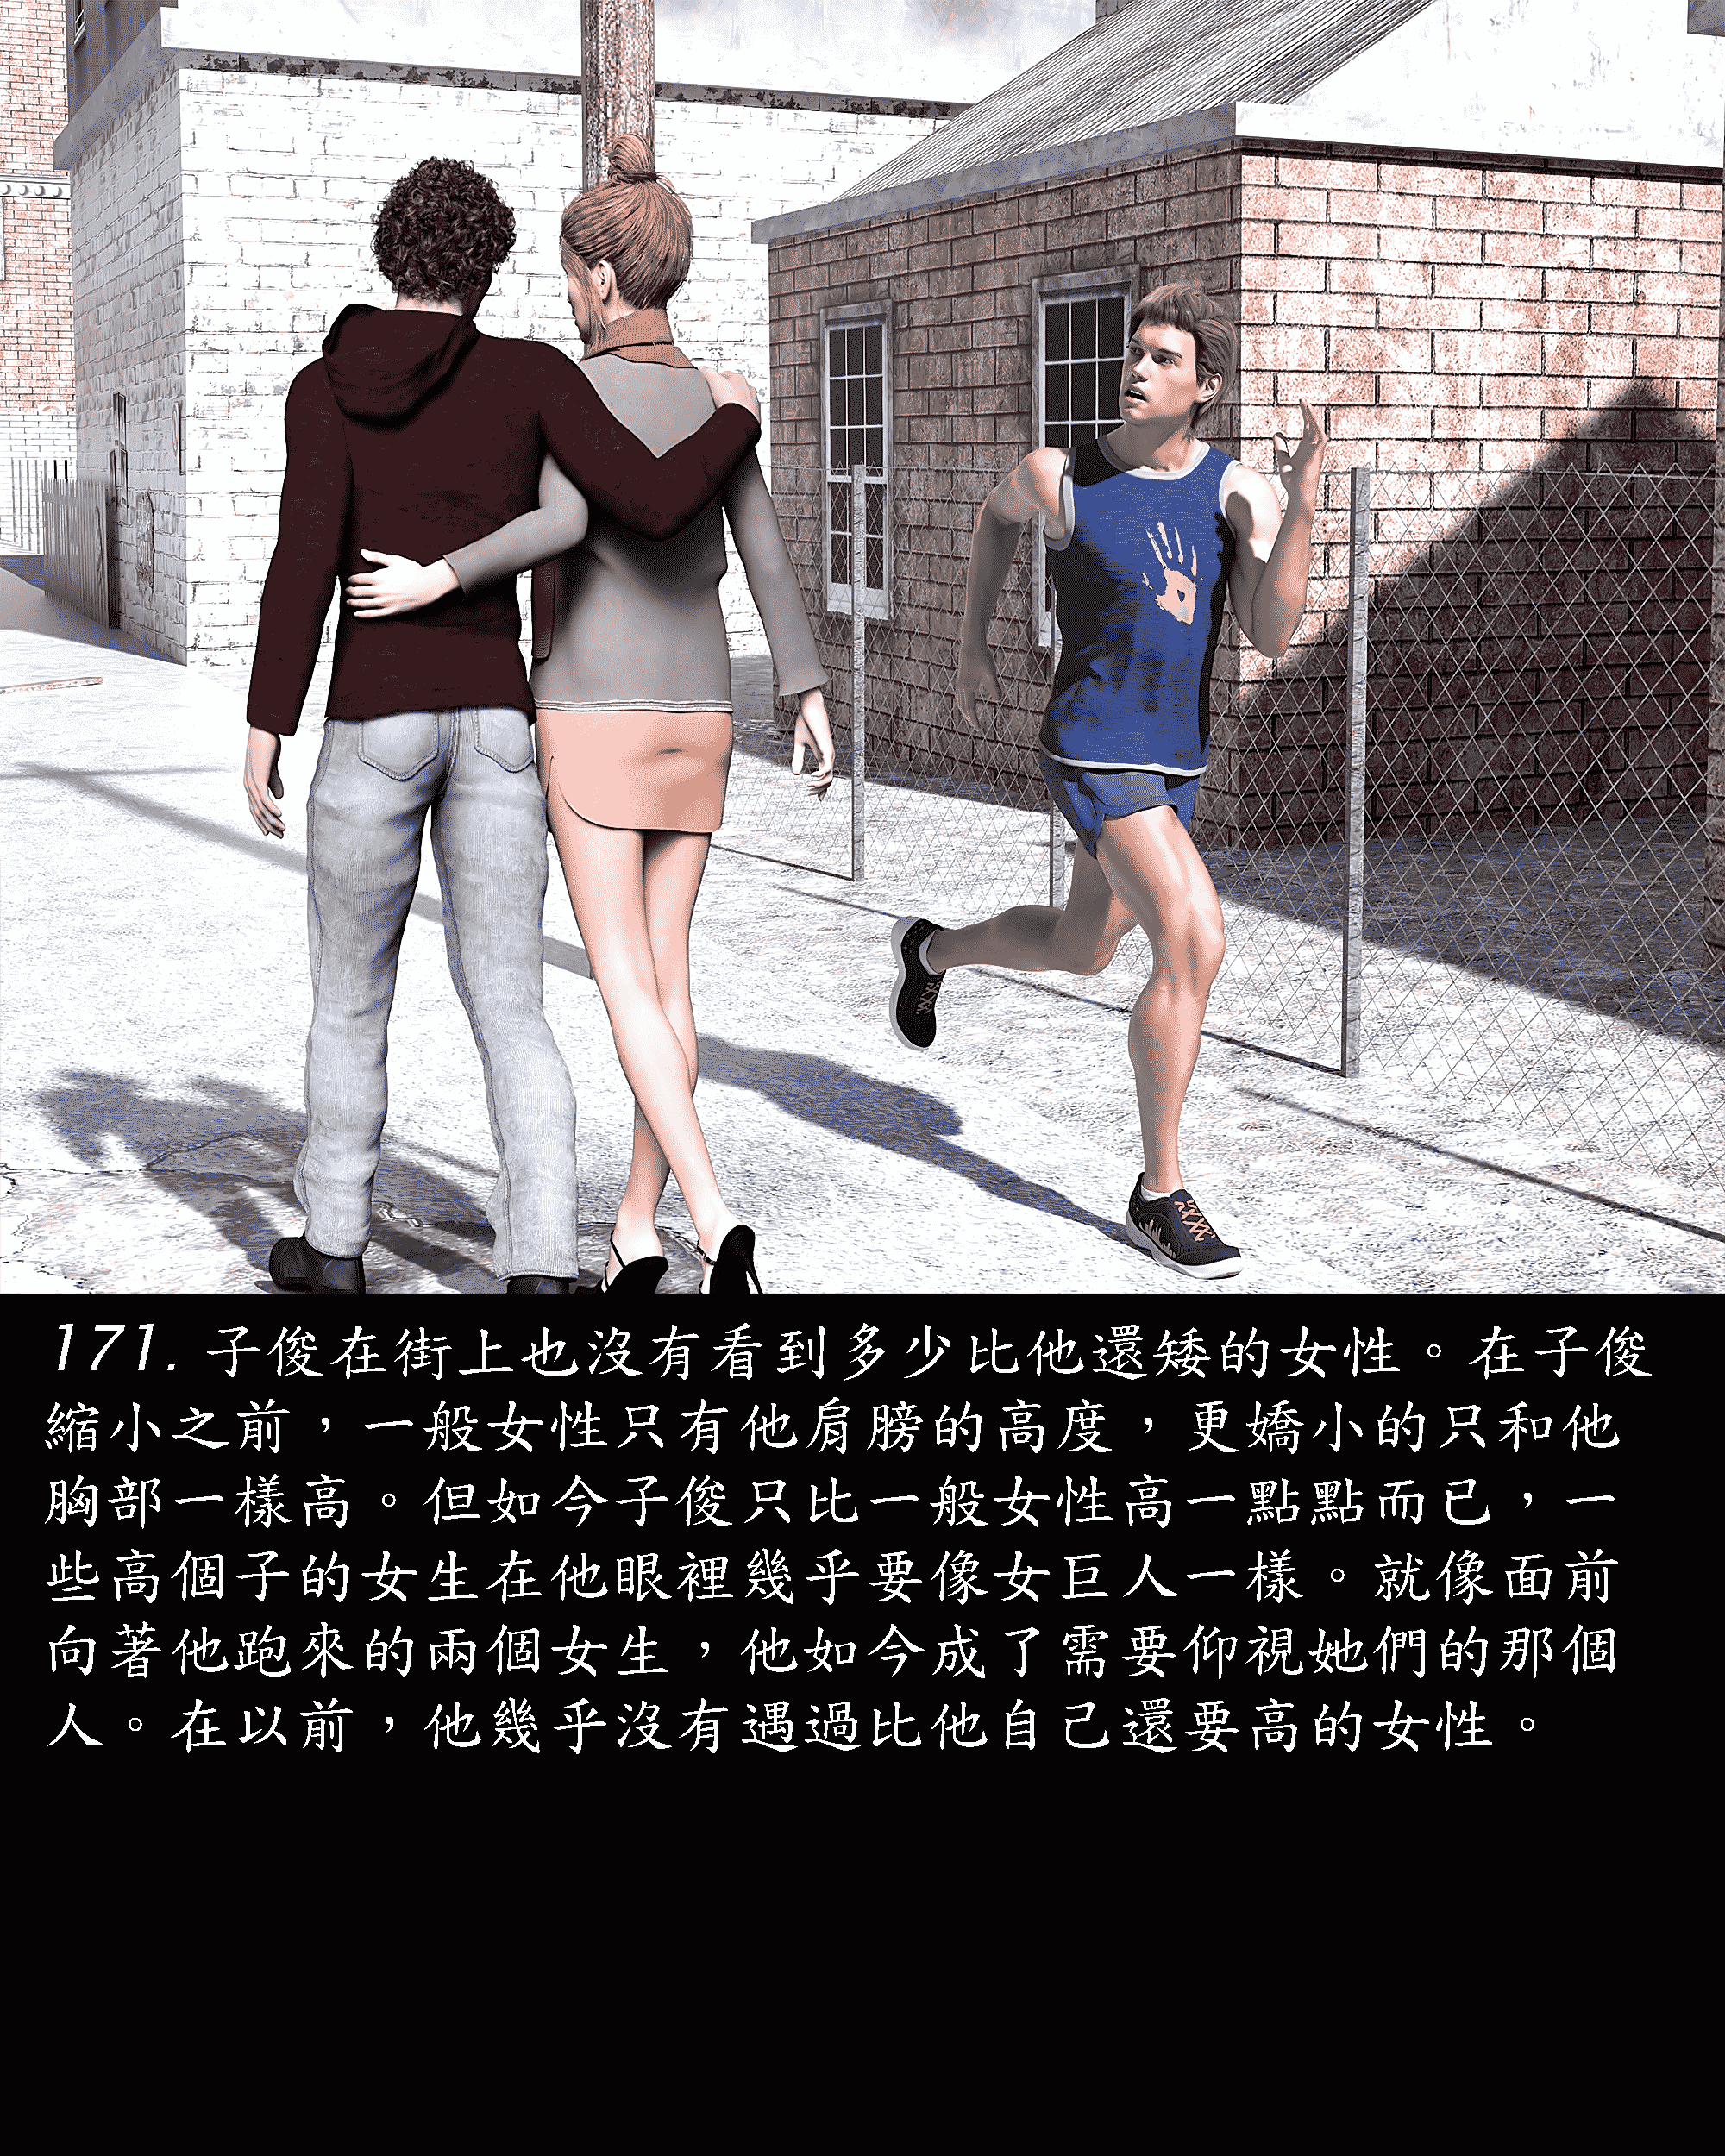 171. 子俊在街上也沒有看到多少比他還矮的女性。在子俊
縮小之前，一般女性只有他肩膀的高度，更嬌小的只和他
胸部一樣高。但如今子俊只比一般女性高一點點而已，一
些高個子的女生在他眼裡幾乎要像女巨人一樣。就像面前
向著他跑來的兩個女生，他如今成了需要仰視她們的那個
人。在以前，他幾乎沒有遇過比他自己還要高的女性。